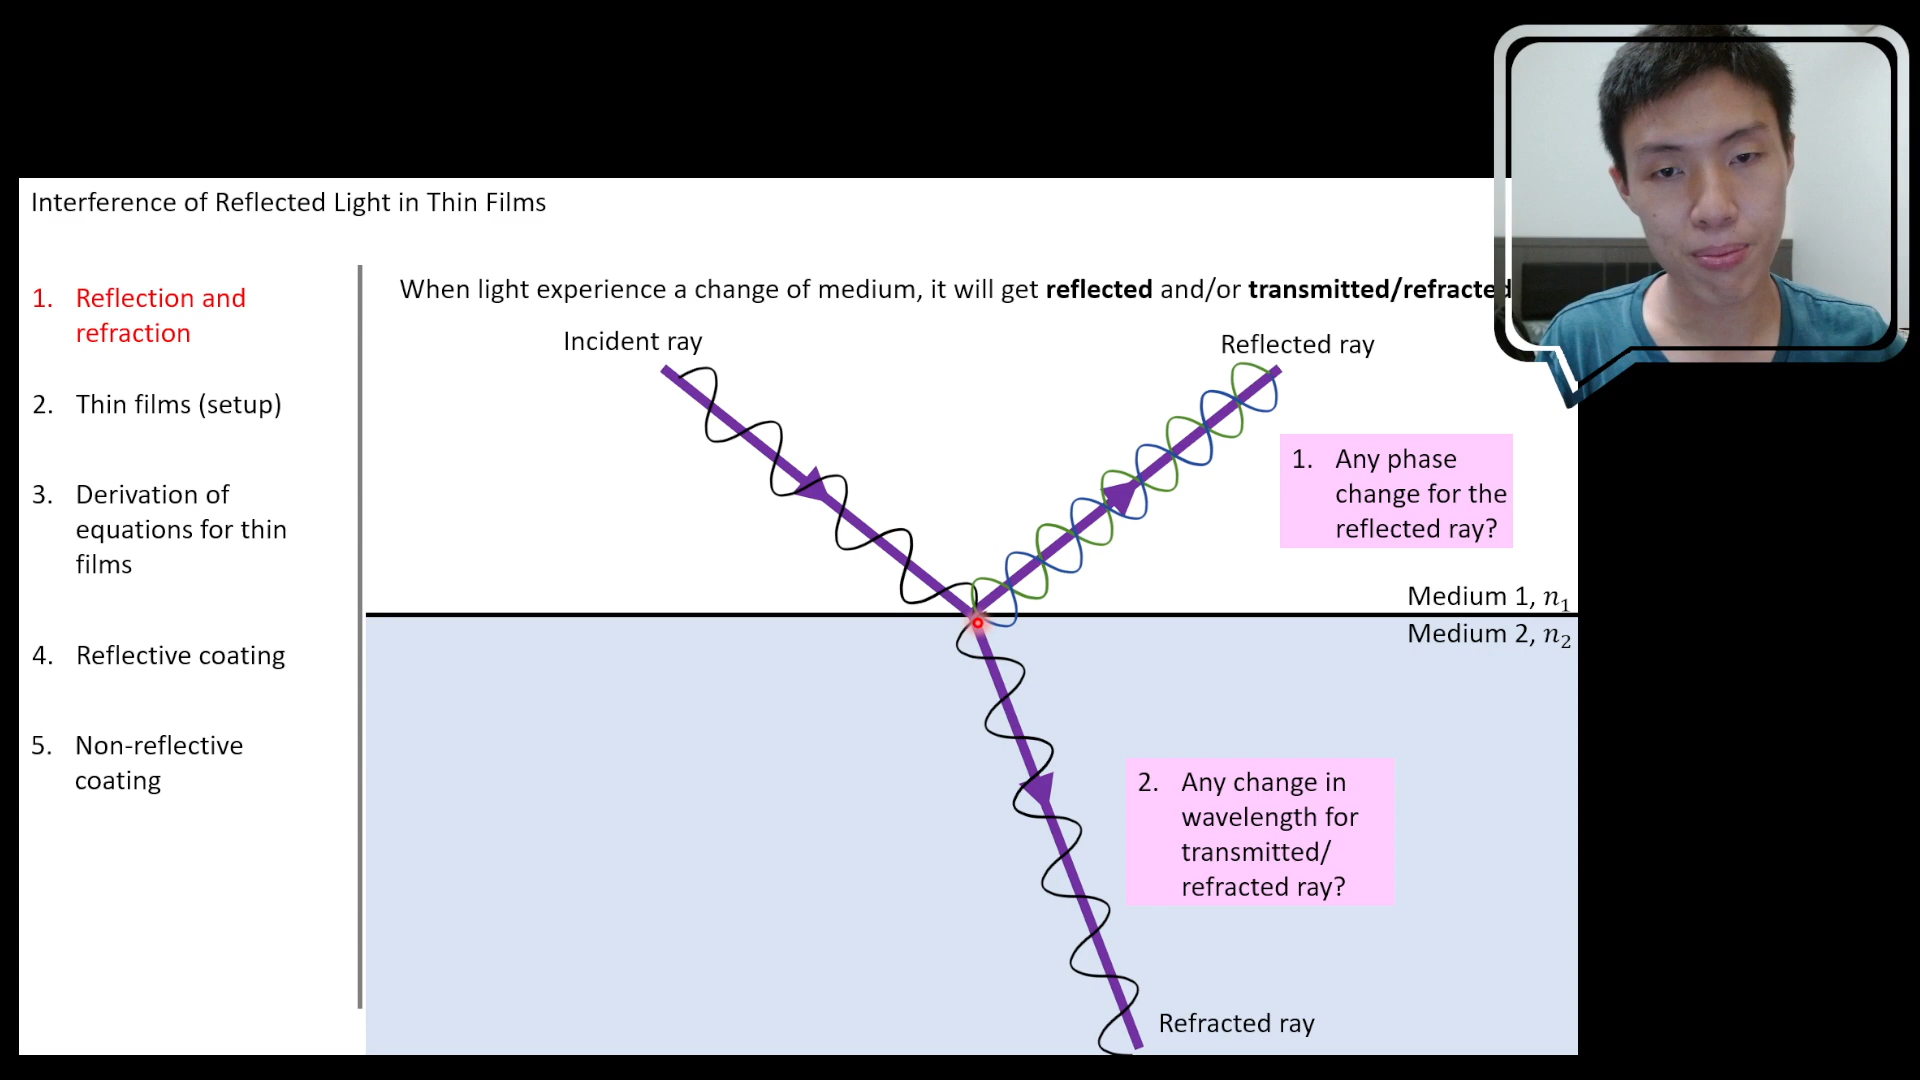 Interference of Reflected Light in Thin Films
1. Reflection and
refraction
2. Thin films (setup)
3. Derivation of
equations for thin
films
4. Reflective coating
5. Non-reflective
coating
When light experience a change of medium, it will get reflected and/or transmitted/refracted
Incident ray
Reflected ray
1. Any phase
change for the
reflected ray?
Medium 1, n₁
Medium 2, n₂
2. Any change in
wavelength for
transmitted/
refracted ray?
Refracted ray